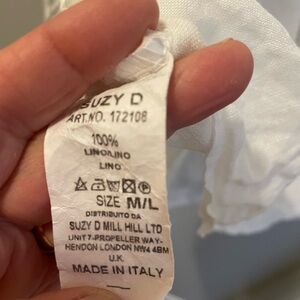 SUZY D
ART.NO. 172108
100%
LINO/LINO
LINO
SIZE M/L
DISTRIBUITO DA
SUZY D MILL HILL LTD
UNIT 7-PROPELLER WAY-
HENDON LONDON NW4 4BM
U.K.
MADE IN ITALY